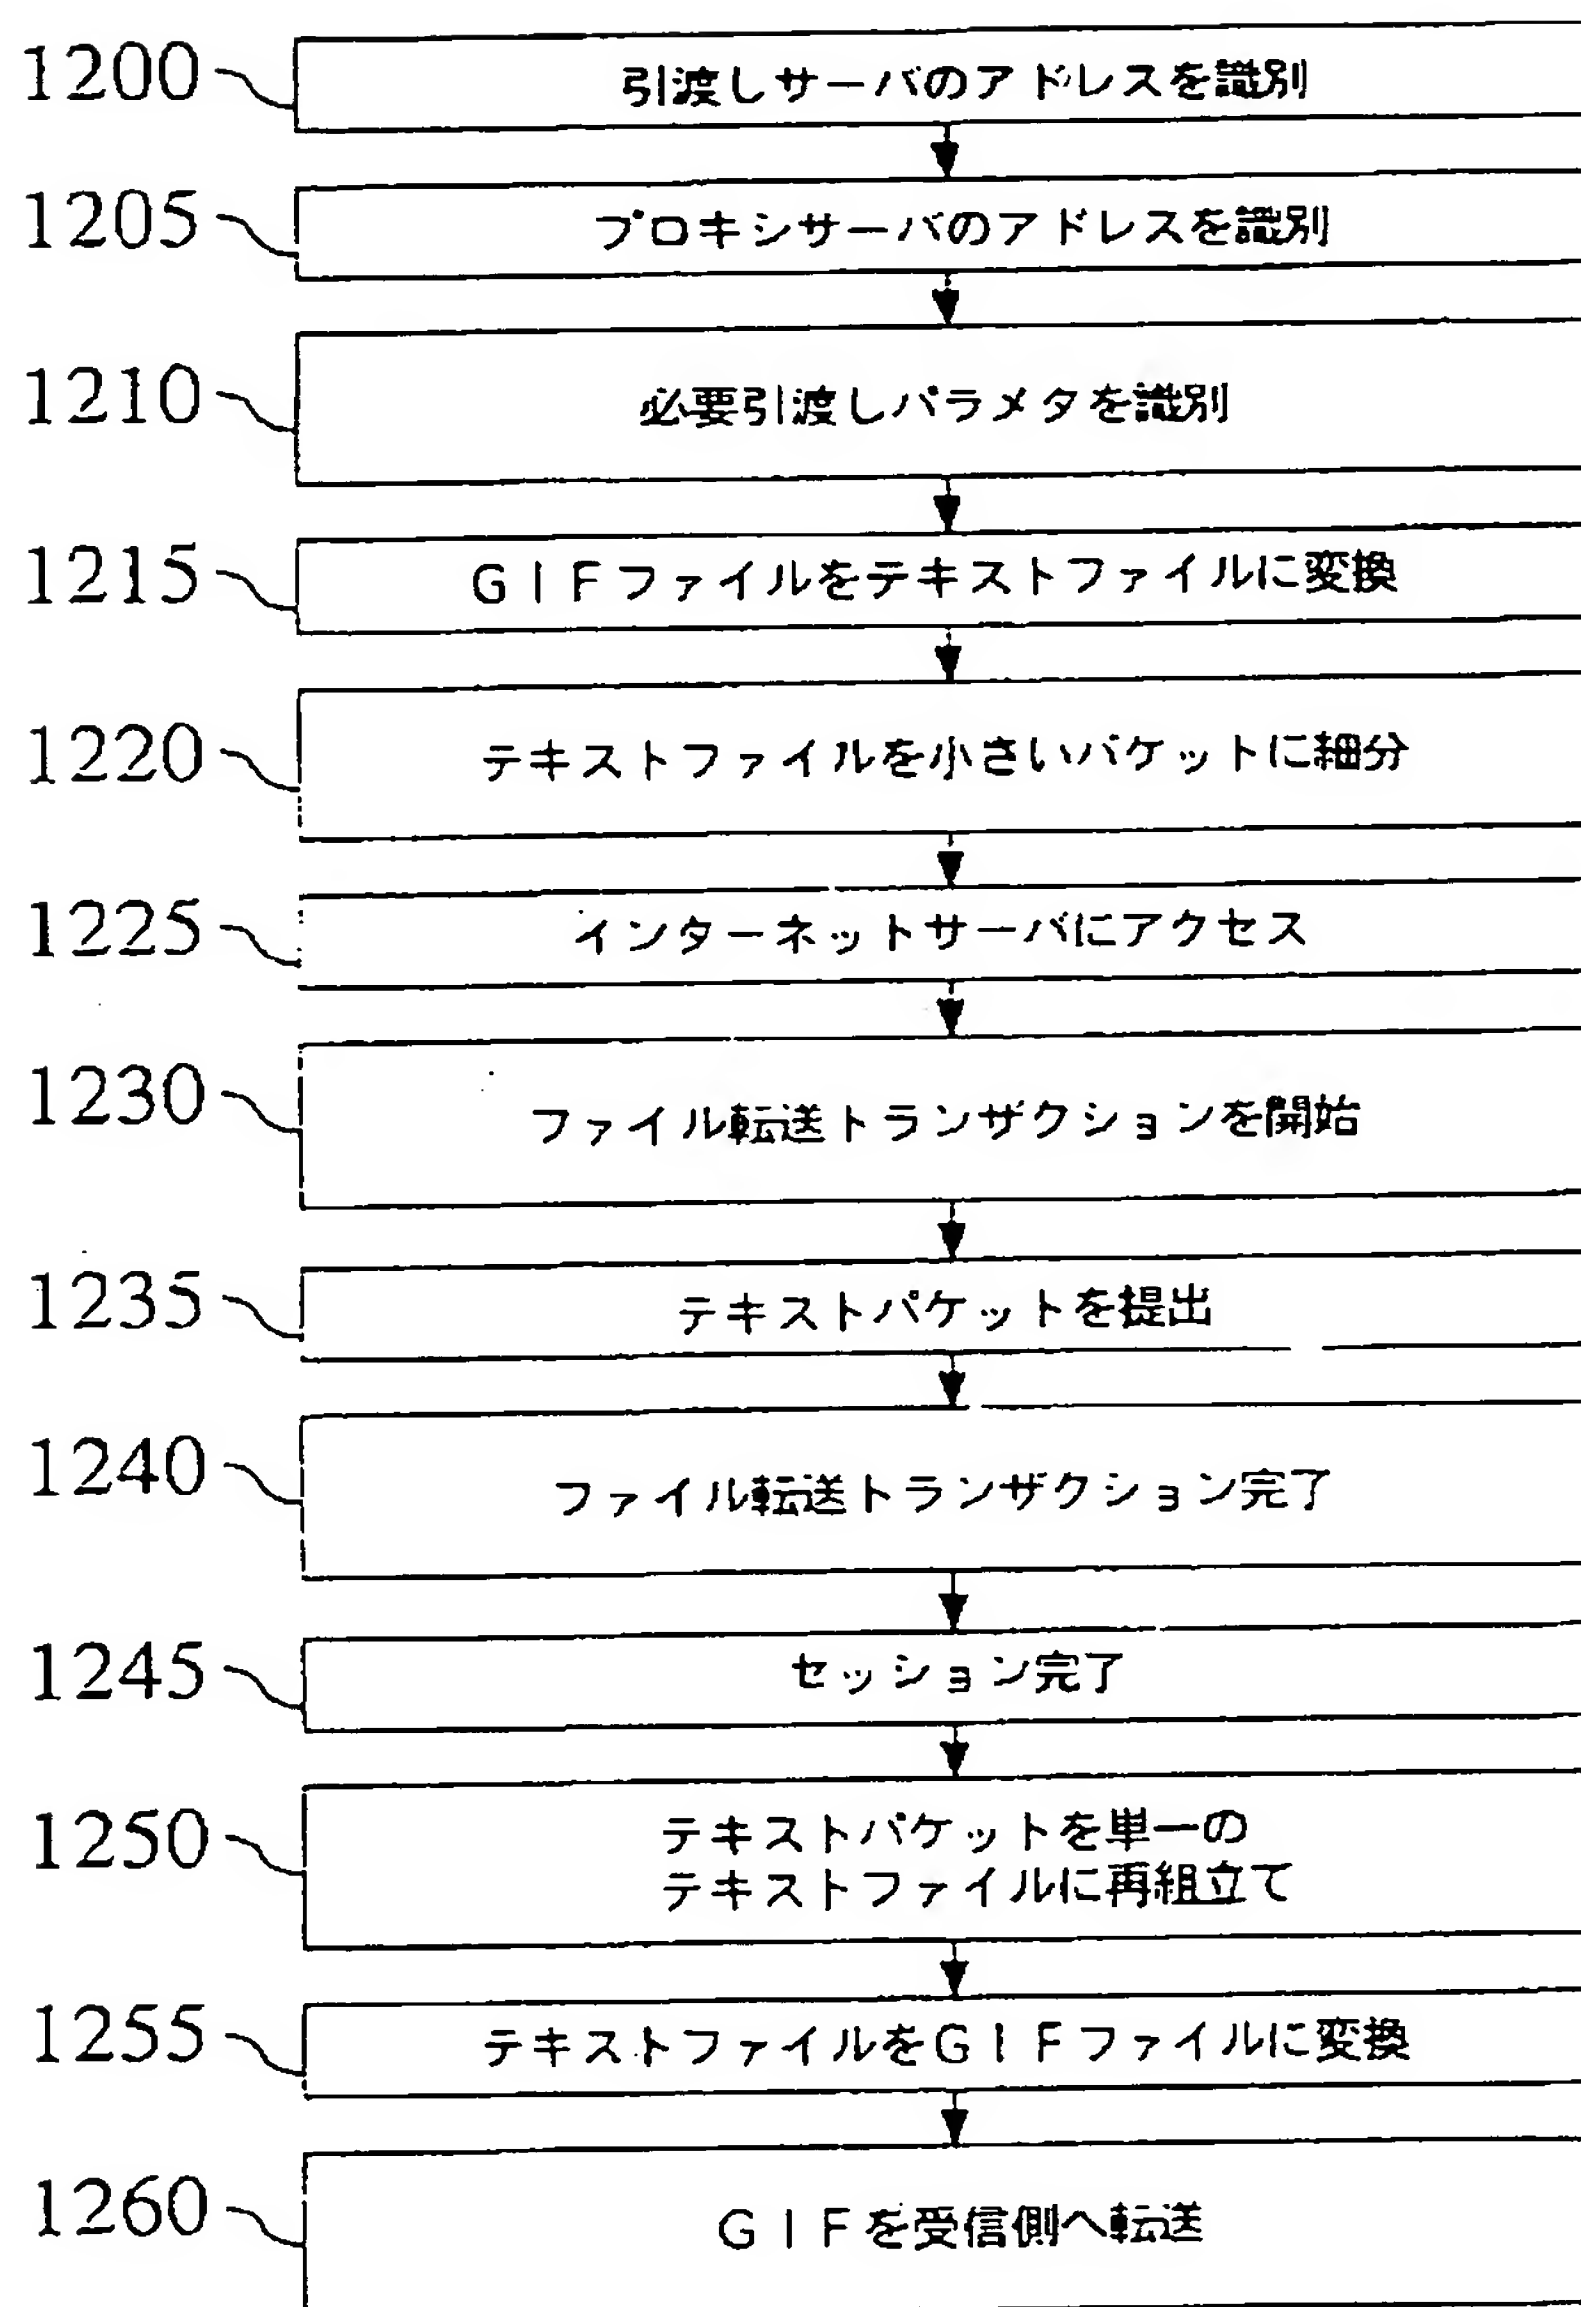 1200 引渡しサーバのアドレスを識別
1205 プロキシサーバのアドレスを識別
1210 必要引渡しパラメタを識別
1215 GIFファイルをテキストファイルに変換
1220 テキストファイルを小さいパケットに細分
1225 インターネットサーバにアクセス
1230 ファイル転送トランザクションを開始
1235 テキストパケットを提出
1240 ファイル転送トランザクション完了
1245 セッション完了
1250 テキストパケットを単一の
テキストファイルに再組立て
1255 テキストファイルをGIFファイルに変換
1260 GIFを受信側へ転送